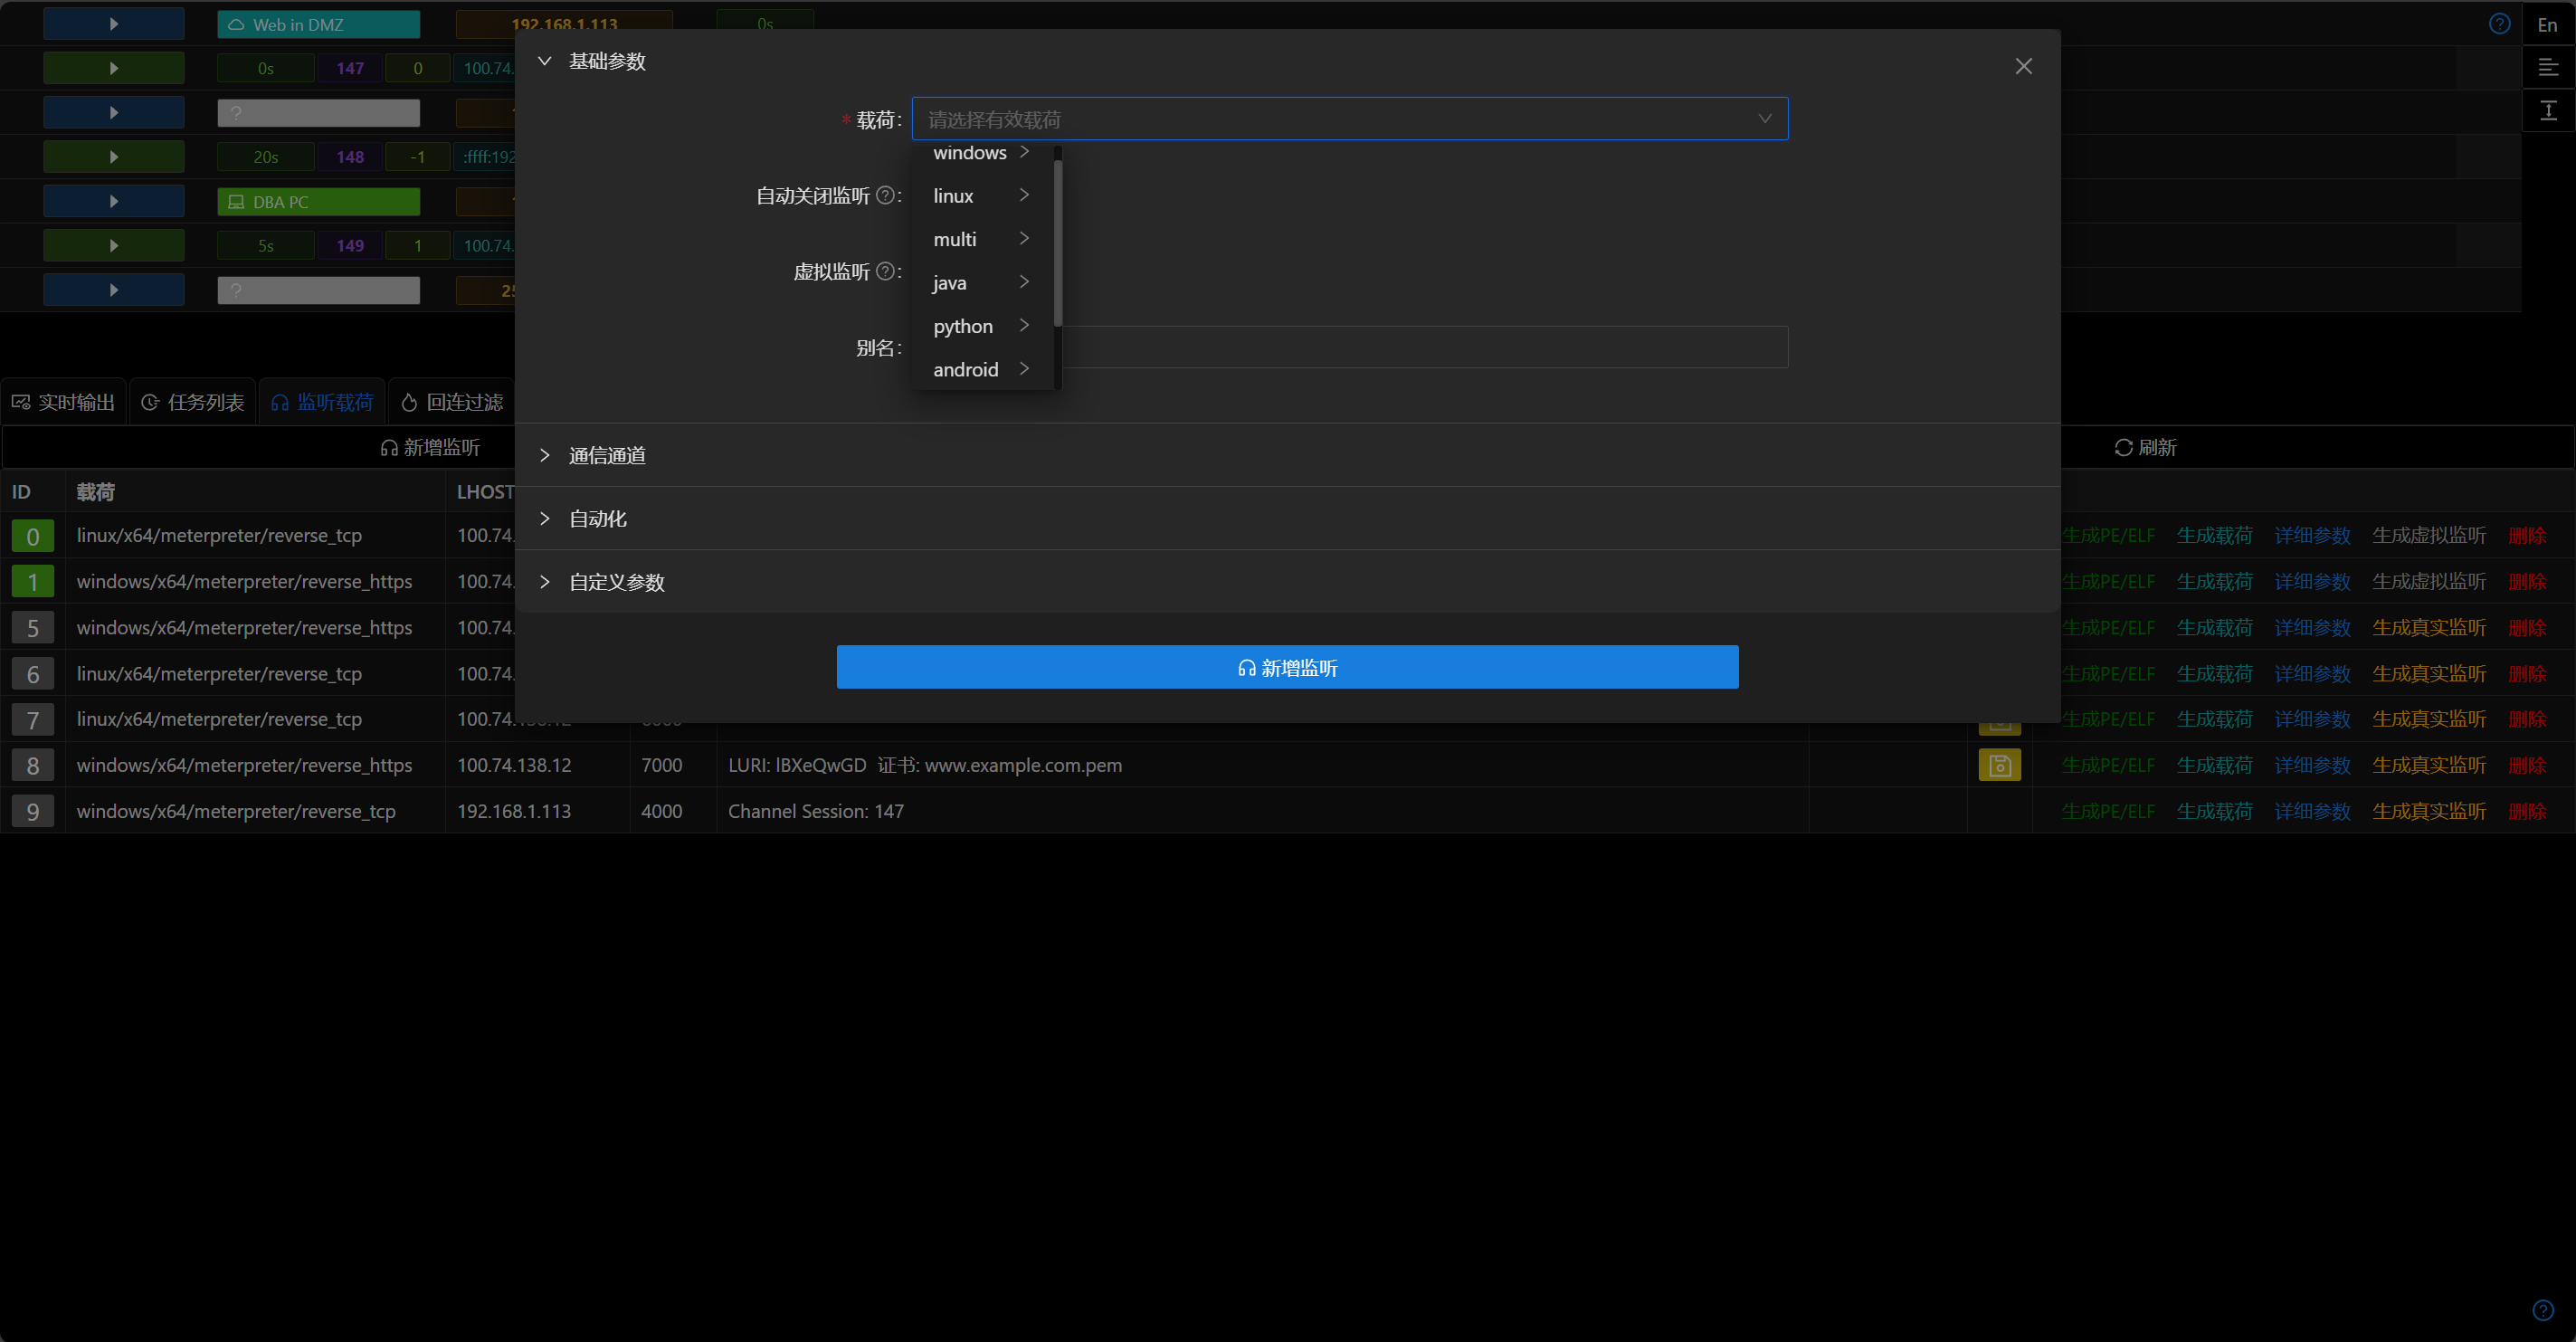 Web in DMZ 192.168.1.113 0s En
0s 147 0 100.74.
?
20s 148 -1 :ffff:192
DBA PC
5s 149 1 100.74.
? 25
基础参数
* 载荷: 请选择有效载荷
windows
自动关闭监听 ? :
linux
multi
虚拟监听 ? :
java
python
别名:
android
实时输出 任务列表 监听载荷 回连过滤
新增监听 刷新
通信通道
自动化
自定义参数
新增监听
ID 载荷 LHOST
0 linux/x64/meterpreter/reverse_tcp 100.74. 生成PE/ELF 生成载荷 详细参数 生成虚拟监听 删除
1 windows/x64/meterpreter/reverse_https 100.74. 生成PE/ELF 生成载荷 详细参数 生成虚拟监听 删除
5 windows/x64/meterpreter/reverse_https 100.74. 生成PE/ELF 生成载荷 详细参数 生成真实监听 删除
6 linux/x64/meterpreter/reverse_tcp 100.74. 生成PE/ELF 生成载荷 详细参数 生成真实监听 删除
7 linux/x64/meterpreter/reverse_tcp 100.74. 生成PE/ELF 生成载荷 详细参数 生成真实监听 删除
8 windows/x64/meterpreter/reverse_https 100.74.138.12 7000 LURI: lBXeQwGD 证书: www.example.com.pem 生成PE/ELF 生成载荷 详细参数 生成真实监听 删除
9 windows/x64/meterpreter/reverse_tcp 192.168.1.113 4000 Channel Session: 147 生成PE/ELF 生成载荷 详细参数 生成真实监听 删除